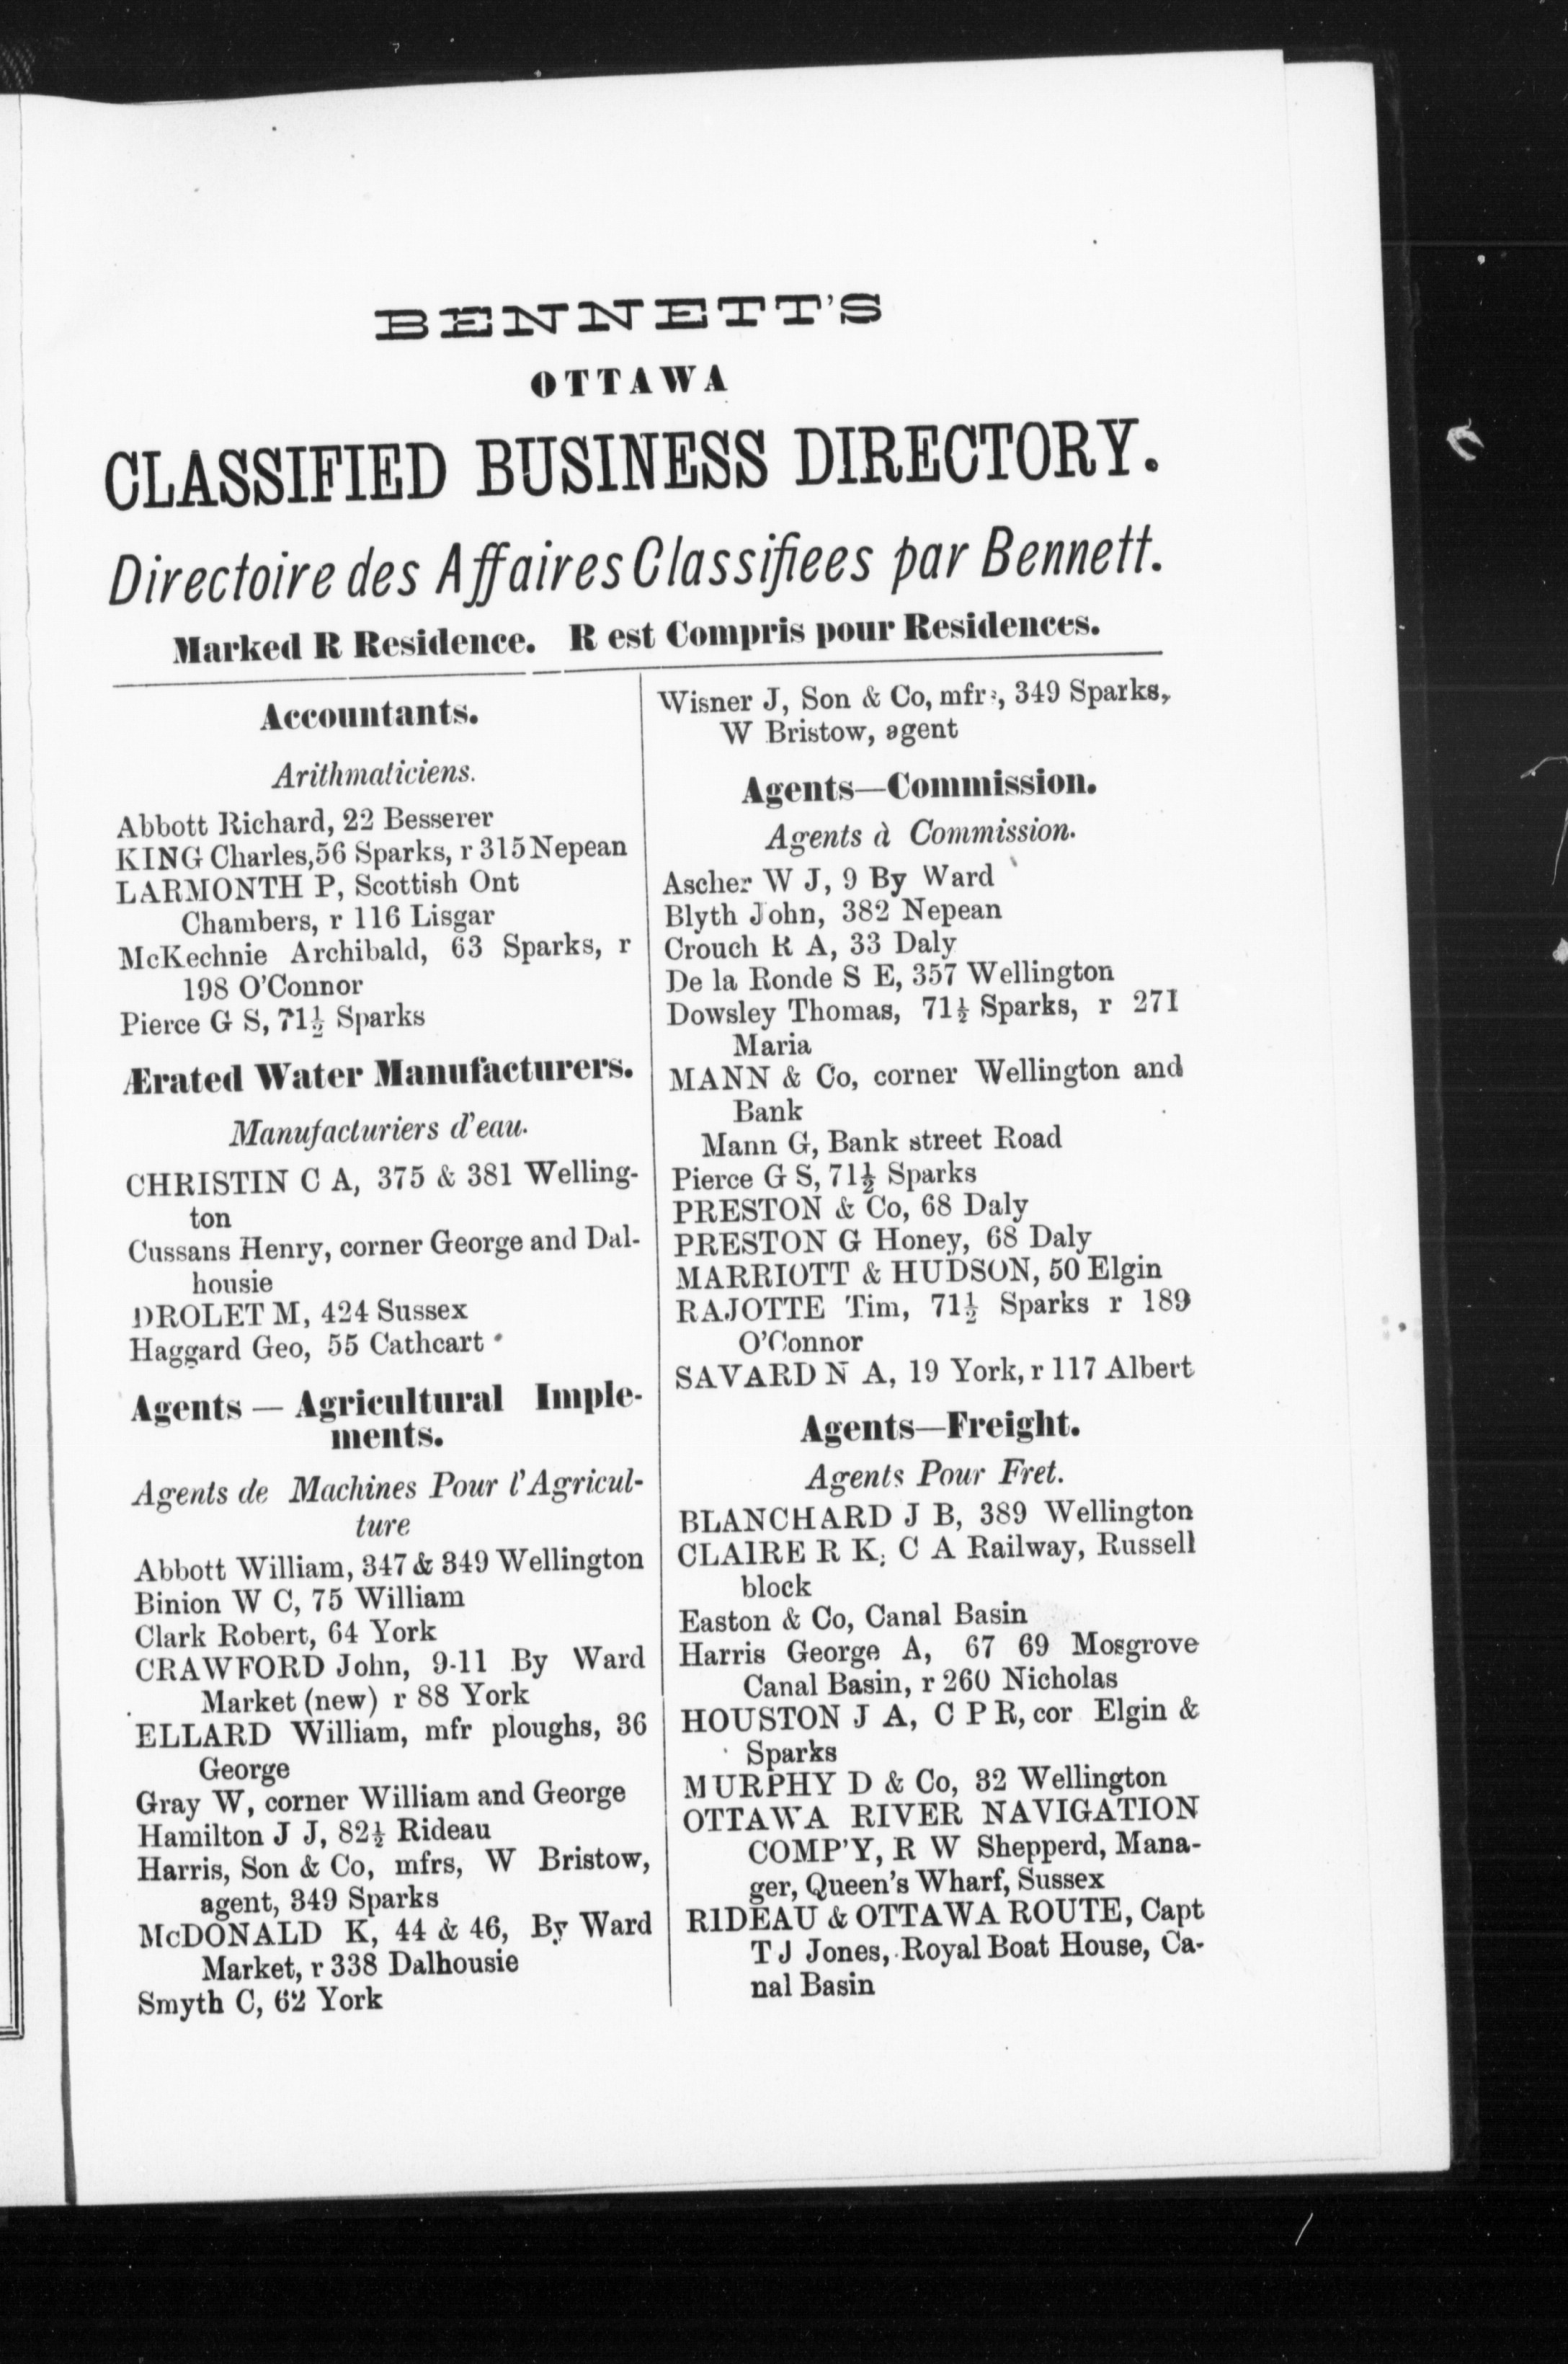 BENNETT'S
OTTAWA
CLASSIFIED BUSINESS DIRECTORY.
Directoire des Affaires Classifiees par Bennett.
Marked R Residence. R est Compris pour Residences.
Accountants.
Arithmaticiens.
Abbott Richard, 22 Besserer
KING Charles, 56 Sparks, r 315 Nepean
LARMONTH P, Scottish Ont
Chambers, r 116 Lisgar
McKechnie Archibald, 63 Sparks, r
198 O'Connor
Pierce G S, 71½ Sparks
Ærated Water Manufacturers.
Manufacturiers d'eau.
CHRISTIN C A, 375 & 381 Welling-
ton
Cussans Henry, corner George and Dal-
housie
DROLET M, 424 Sussex
Haggard Geo, 55 Cathcart
Agents — Agricultural Imple-
ments.
Agents de Machines Pour l'Agricul-
ture
Abbott William, 347 & 349 Wellington
Binion W C, 75 William
Clark Robert, 64 York
CRAWFORD John, 9-11 By Ward
Market (new) r 88 York
ELLARD William, mfr ploughs, 36
George
Gray W, corner William and George
Hamilton J J, 82½ Rideau
Harris, Son & Co, mfrs, W Bristow,
agent, 349 Sparks
McDONALD K, 44 & 46, By Ward
Market, r 338 Dalhousie
Smyth C, 62 York
Wisner J, Son & Co, mfrs, 349 Sparks,
W Bristow, agent
Agents—Commission.
Agents à Commission.
Ascher W J, 9 By Ward
Blyth John, 382 Nepean
Crouch R A, 33 Daly
De la Ronde S E, 357 Wellington
Dowsley Thomas, 71½ Sparks, r 271
Maria
MANN & Co, corner Wellington and
Bank
Mann G, Bank street Road
Pierce G S, 71½ Sparks
PRESTON & Co, 68 Daly
PRESTON G Honey, 68 Daly
MARRIOTT & HUDSON, 50 Elgin
RAJOTTE Tim, 71½ Sparks r 189
O'Connor
SAVARD N A, 19 York, r 117 Albert
Agents—Freight.
Agents Pour Fret.
BLANCHARD J B, 389 Wellington
CLAIRE R K, C A Railway, Russell
block
Easton & Co, Canal Basin
Harris George A, 67 69 Mosgrove
Canal Basin, r 260 Nicholas
HOUSTON J A, C P R, cor Elgin &
Sparks
MURPHY D & Co, 32 Wellington
OTTAWA RIVER NAVIGATION
COMP'Y, R W Shepperd, Mana-
ger, Queen's Wharf, Sussex
RIDEAU & OTTAWA ROUTE, Capt
T J Jones, Royal Boat House, Ca-
nal Basin